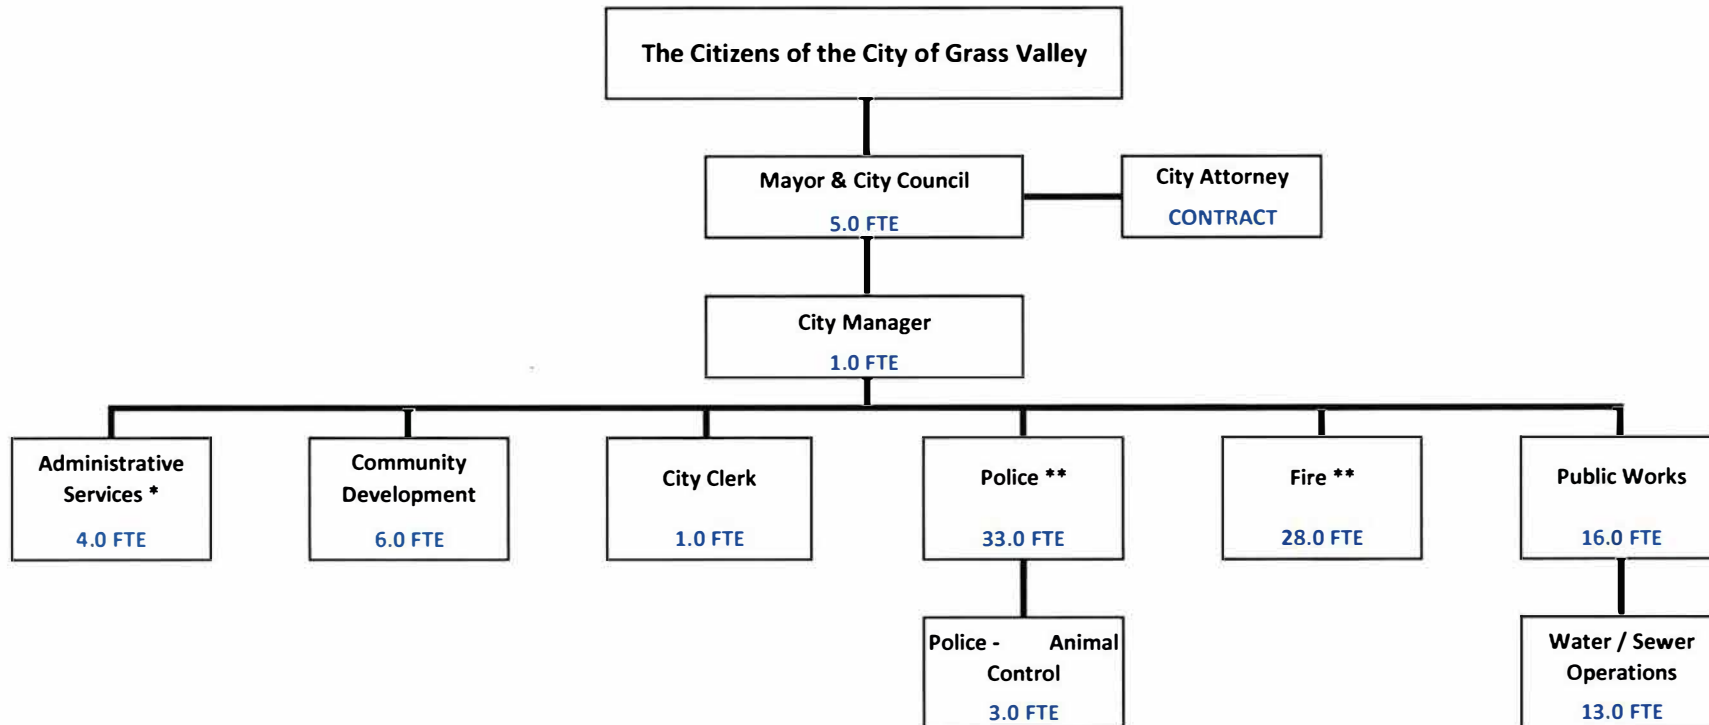 The Citizens of the City of Grass Valley
Mayor & City Council
5.0 FTE
City Attorney
CONTRACT
City Manager
1.0 FTE
Administrative
Services *
4.0 FTE
Community
Development
6.0 FTE
City Clerk
1.0 FTE
Police **
33.0 FTE
Fire **
28.0 FTE
Public Works
16.0 FTE
Police - Animal
Control
3.0 FTE
Water / Sewer
Operations
13.0 FTE